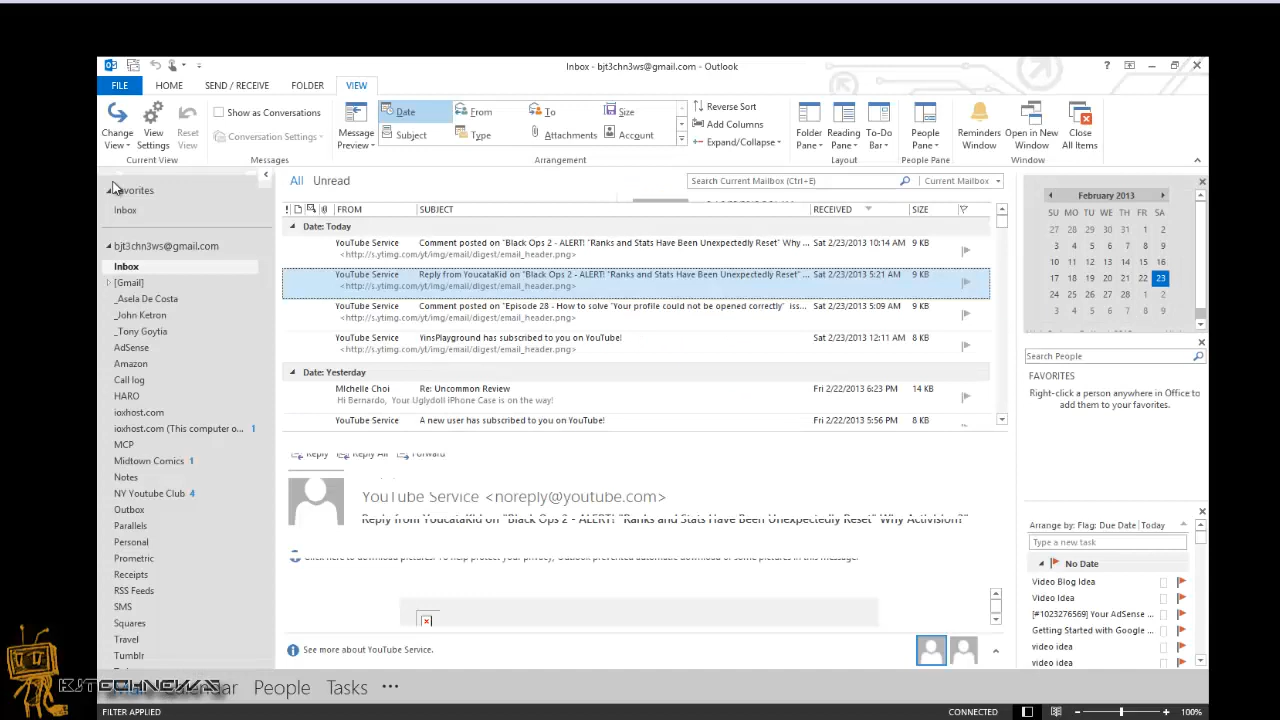 Inbox - bjt3chn3ws@gmail.com - Outlook
?
FILE HOME SEND / RECEIVE FOLDER VIEW
Change View
View Settings
Reset View
Show as Conversations
Conversation Settings
Message Preview
Date From To Size
Subject Type Attachments Account
Reverse Sort
Add Columns
Expand/Collapse
Folder Pane
Reading Pane
To-Do Bar
People Pane
Reminders Window
Open in New Window
Close All Items
Current View Messages Arrangement Layout People Pane Window
Inbox
bjt3chn3ws@gmail.com
Inbox
[Gmail]
_Asela De Costa
_John Ketron
_Tony Goytia
AdSense
Amazon
Call log
HARO
ioxhost.com
ioxhost.com (This computer o... 1
MCP
Midtown Comics 1
Notes
NY Youtube Club 4
Outbox
Parallels
Personal
Prometric
Receipts
RSS Feeds
SMS
Squares
Travel
Tumblr
All Unread
Search Current Mailbox (Ctrl+E) Current Mailbox
! FROM SUBJECT RECEIVED SIZE
Date: Today
YouTube Service Comment posted on "Black Ops 2 - ALERT! "Ranks and Stats Have Been Unexpectedly Reset" Why ... Sat 2/23/2013 10:14 AM 9 KB
<http://s.ytimg.com/yt/img/email/digest/email_header.png>
YouTube Service Reply from YoucataKid on "Black Ops 2 - ALERT! "Ranks and Stats Have Been Unexpectedly Reset" ... Sat 2/23/2013 5:21 AM 9 KB
<http://s.ytimg.com/yt/img/email/digest/email_header.png>
YouTube Service Comment posted on "Episode 28 - How to solve "Your profile could not be opened correctly" iss... Sat 2/23/2013 5:09 AM 9 KB
<http://s.ytimg.com/yt/img/email/digest/email_header.png>
YouTube Service YinsPlayground has subscribed to you on YouTube! Sat 2/23/2013 12:11 AM 8 KB
<http://s.ytimg.com/yt/img/email/digest/email_header.png>
Date: Yesterday
MIchelle Choi Re: Uncommon Review Fri 2/22/2013 6:23 PM 14 KB
Hi Bernardo, Your Uglydoll iPhone Case is on the way!
YouTube Service A new user has subscribed to you on YouTube! Fri 2/22/2013 5:56 PM 8 KB
Reply Reply All Forward
YouTube Service <noreply@youtube.com>
Reply from YoucataKid on "Black Ops 2 - ALERT! "Ranks and Stats Have Been Unexpectedly Reset" Why Activision?"
Click here to download pictures. To help protect your privacy, Outlook prevented automatic download of some pictures in this message.
See more about YouTube Service.
February 2013
SU MO TU WE TH FR SA
27 28 29 30 31 1 2
3 4 5 6 7 8 9
10 11 12 13 14 15 16
17 18 19 20 21 22 23
24 25 26 27 28 1 2
3 4 5 6 7 8 9
Search People
FAVORITES
Right-click a person anywhere in Office to
add them to your favorites.
Arrange by: Flag: Due Date Today
Type a new task
No Date
Video Blog Idea
Video Idea
[#1023276569] Your AdSense ...
Getting Started with Google ...
video idea
video idea
BJTECHNEWS
People Tasks ...
FILTER APPLIED
CONNECTED
100%